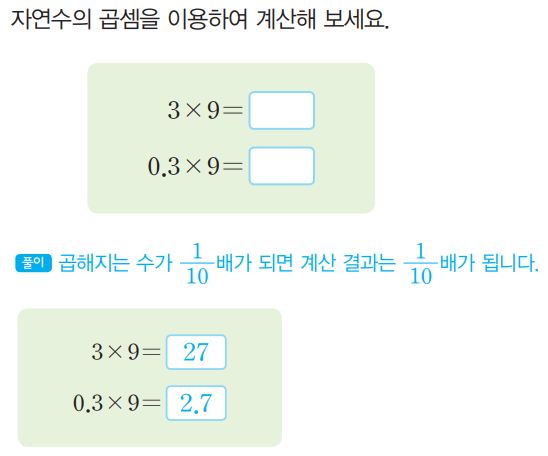 자연수의 곱셈을 이용하여 계산해 보세요.
3×9=
0.3×9=
풀이 곱해지는 수가 1/10배가 되면 계산 결과는 1/10배가 됩니다.
3×9=27
0.3×9=2.7